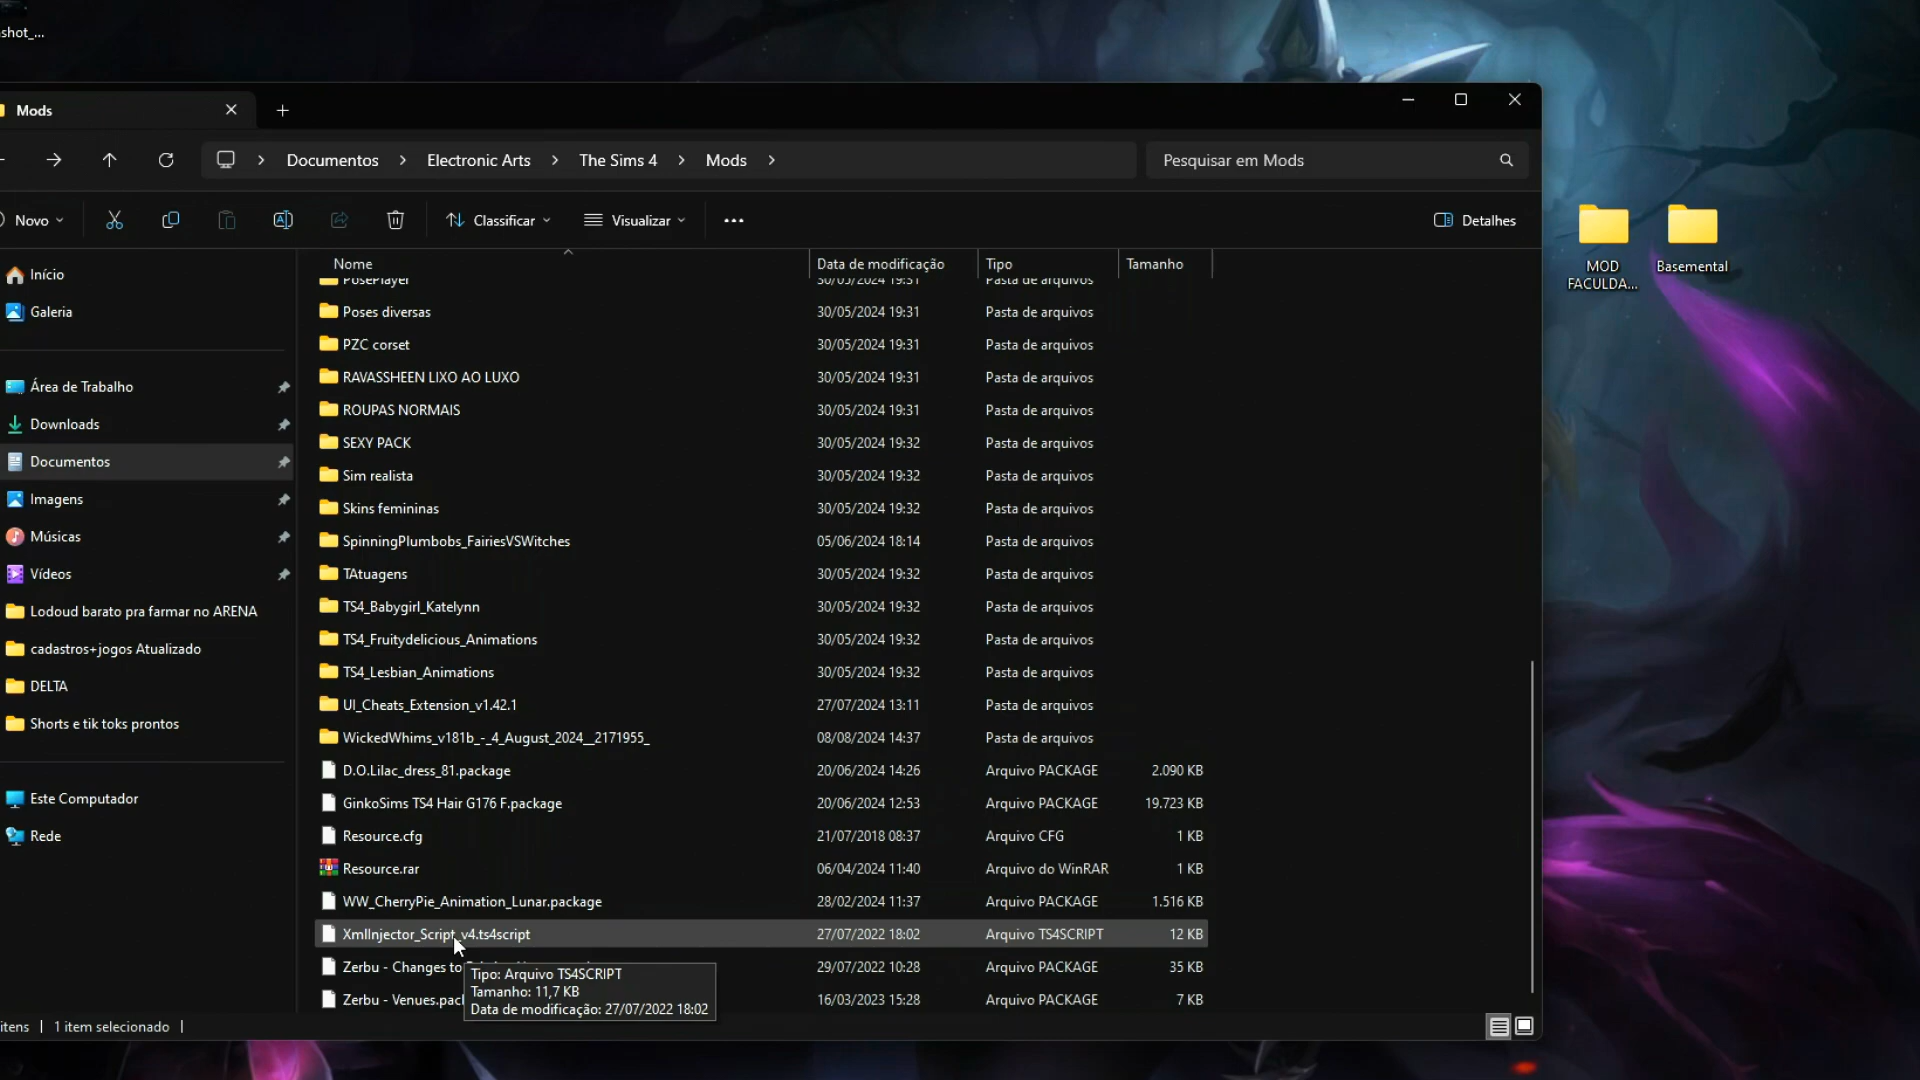 shot_...
Mods
Documentos > Electronic Arts > The Sims 4 > Mods >
Pesquisar em Mods
Novo
Classificar
Visualizar
...
Detalhes
Início
Galeria
Área de Trabalho
Downloads
Documentos
Imagens
Músicas
Vídeos
Lodoud barato pra farmar no ARENA
cadastros+jogos Atualizado
DELTA
Shorts e tik toks prontos
Este Computador
Rede
Nome Data de modificação Tipo Tamanho
PosePlayer 30/05/2024 19:31 Pasta de arquivos
Poses diversas 30/05/2024 19:31 Pasta de arquivos
PZC corset 30/05/2024 19:31 Pasta de arquivos
RAVASSHEEN LIXO AO LUXO 30/05/2024 19:31 Pasta de arquivos
ROUPAS NORMAIS 30/05/2024 19:31 Pasta de arquivos
SEXY PACK 30/05/2024 19:32 Pasta de arquivos
Sim realista 30/05/2024 19:32 Pasta de arquivos
Skins femininas 30/05/2024 19:32 Pasta de arquivos
SpinningPlumbobs_FairiesVSWitches 05/06/2024 18:14 Pasta de arquivos
TAtuagens 30/05/2024 19:32 Pasta de arquivos
TS4_Babygirl_Katelynn 30/05/2024 19:32 Pasta de arquivos
TS4_Fruitydelicious_Animations 30/05/2024 19:32 Pasta de arquivos
TS4_Lesbian_Animations 30/05/2024 19:32 Pasta de arquivos
UI_Cheats_Extension_v1.42.1 27/07/2024 13:11 Pasta de arquivos
WickedWhims_v181b_-_4_August_2024__2171955_ 08/08/2024 14:37 Pasta de arquivos
D.O.Lilac_dress_81.package 20/06/2024 14:26 Arquivo PACKAGE 2.090 KB
GinkoSims TS4 Hair G176 F.package 20/06/2024 12:53 Arquivo PACKAGE 19.723 KB
Resource.cfg 21/07/2018 08:37 Arquivo CFG 1 KB
Resource.rar 06/04/2024 11:40 Arquivo do WinRAR 1 KB
WW_CherryPie_Animation_Lunar.package 28/02/2024 11:37 Arquivo PACKAGE 1.516 KB
XmlInjector_Script_v4.ts4script 27/07/2022 18:02 Arquivo TS4SCRIPT 12 KB
Zerbu - Changes to 29/07/2022 10:28 Arquivo PACKAGE 35 KB
Zerbu - Venues.pac 16/03/2023 15:28 Arquivo PACKAGE 7 KB
Tipo: Arquivo TS4SCRIPT
Tamanho: 11,7 KB
Data de modificação: 27/07/2022 18:02
itens | 1 item selecionado |
MOD
FACULDA...
Basemental